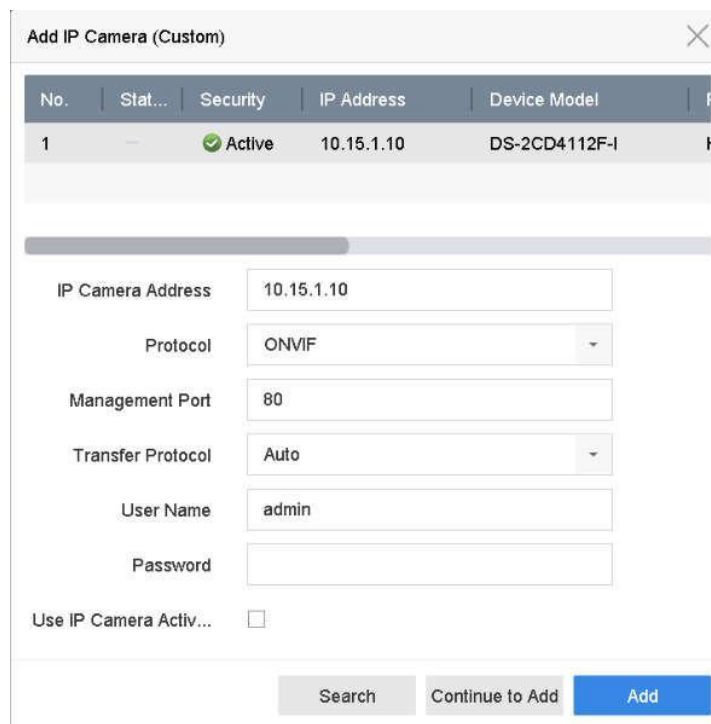 Add IP Camera (Custom)
No. Stat... Security IP Address Device Model
1 Active 10.15.1.10 DS-2CD4112F-I
IP Camera Address 10.15.1.10
Protocol ONVIF
Management Port 80
Transfer Protocol Auto
User Name admin
Password
Use IP Camera Activ...
Search Continue to Add Add